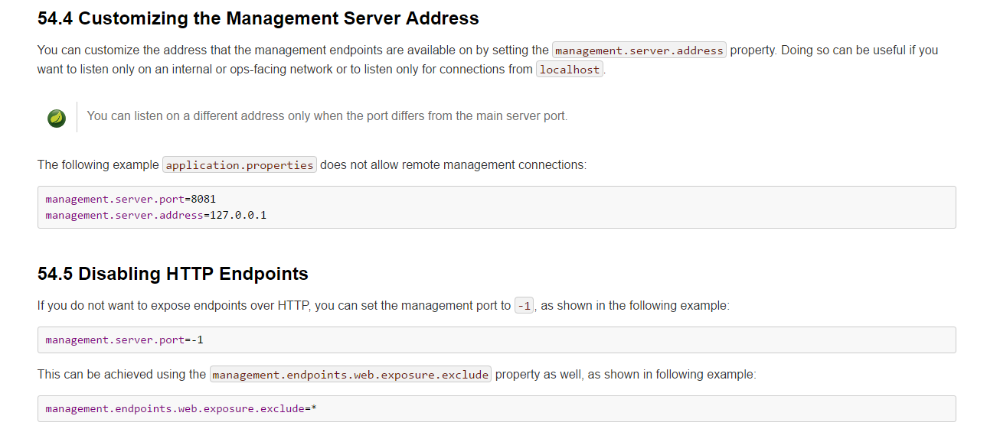 54.4 Customizing the Management Server Address
You can customize the address that the management endpoints are available on by setting the management.server.address property. Doing so can be useful if you
want to listen only on an internal or ops-facing network or to listen only for connections from localhost.
You can listen on a different address only when the port differs from the main server port.
The following example application.properties does not allow remote management connections:
management.server.port=8081
management.server.address=127.0.0.1
54.5 Disabling HTTP Endpoints
If you do not want to expose endpoints over HTTP, you can set the management port to -1, as shown in the following example:
management.server.port=-1
This can be achieved using the management.endpoints.web.exposure.exclude property as well, as shown in following example:
management.endpoints.web.exposure.exclude=*